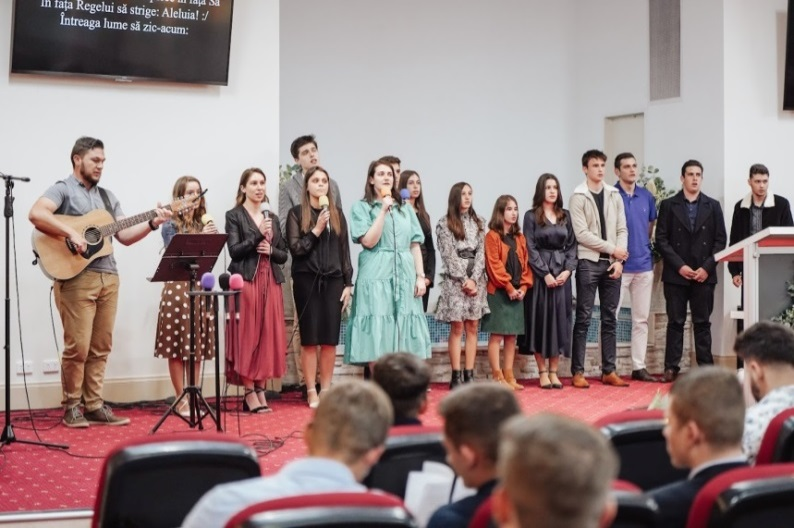 în fața Regelui să strige: Aleluia! :/
Întreaga lume să zic-acum: